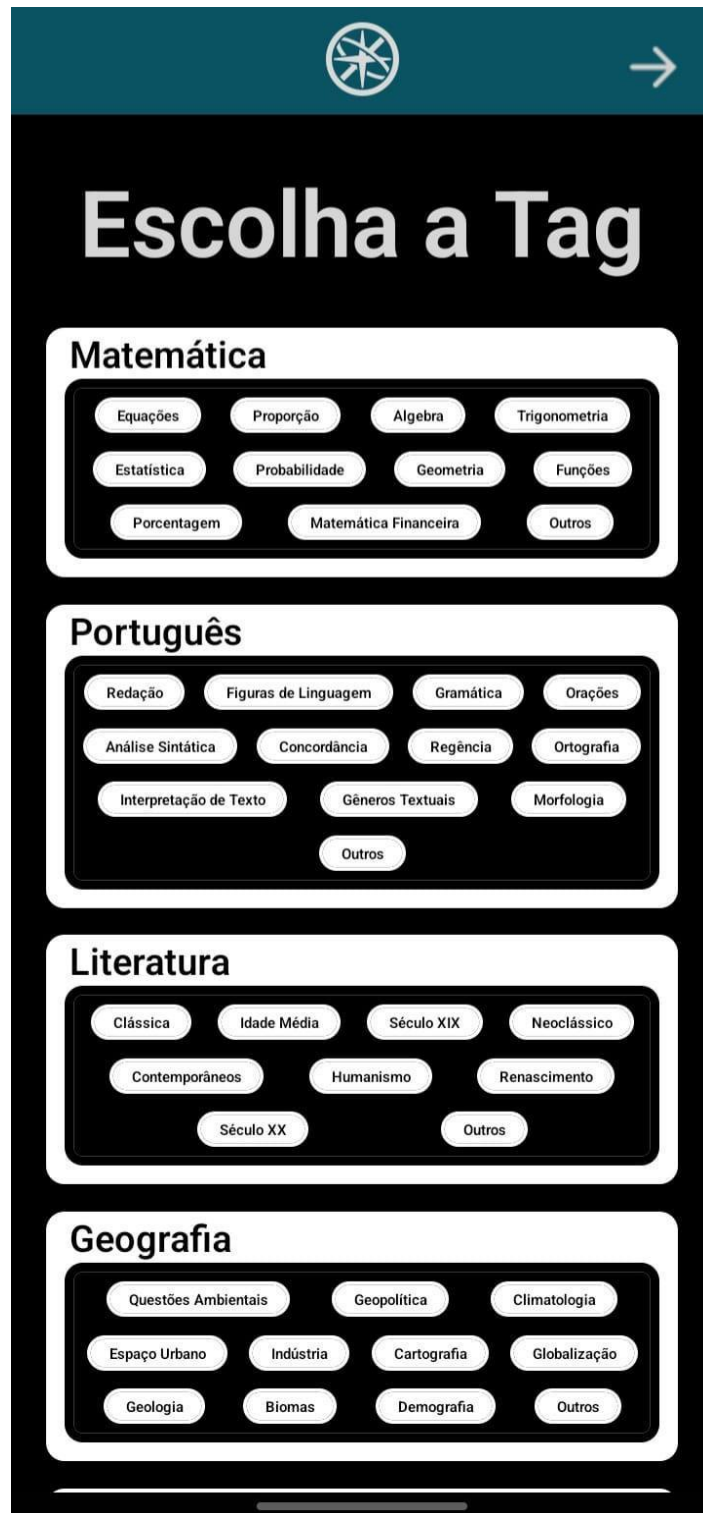 Escolha a Tag
Matemática
Equações Proporção Algebra Trigonometria
Estatística Probabilidade Geometria Funções
Porcentagem Matemática Financeira Outros
Português
Redação Figuras de Linguagem Gramática Orações
Análise Sintática Concordância Regência Ortografia
Interpretação de Texto Gêneros Textuais Morfologia
Outros
Literatura
Clássica Idade Média Século XIX Neoclássico
Contemporâneos Humanismo Renascimento
Século XX Outros
Geografia
Questões Ambientais Geopolítica Climatologia
Espaço Urbano Indústria Cartografia Globalização
Geologia Biomas Demografia Outros